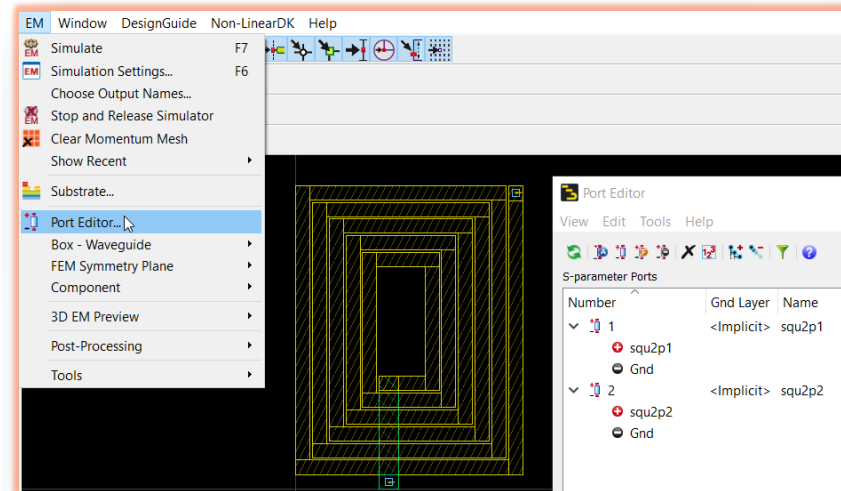 EM Window DesignGuide Non-LinearDK Help
EM Simulate F7
EM Simulation Settings... F6
Choose Output Names...
EM Stop and Release Simulator
Clear Momentum Mesh
Show Recent
Substrate...
Port Editor...
Box - Waveguide
FEM Symmetry Plane
Component
3D EM Preview
Post-Processing
Tools
Port Editor
View Edit Tools Help
S-parameter Ports
Number Gnd Layer Name
1 <Implicit> squ2p1
squ2p1
Gnd
2 <Implicit> squ2p2
squ2p2
Gnd